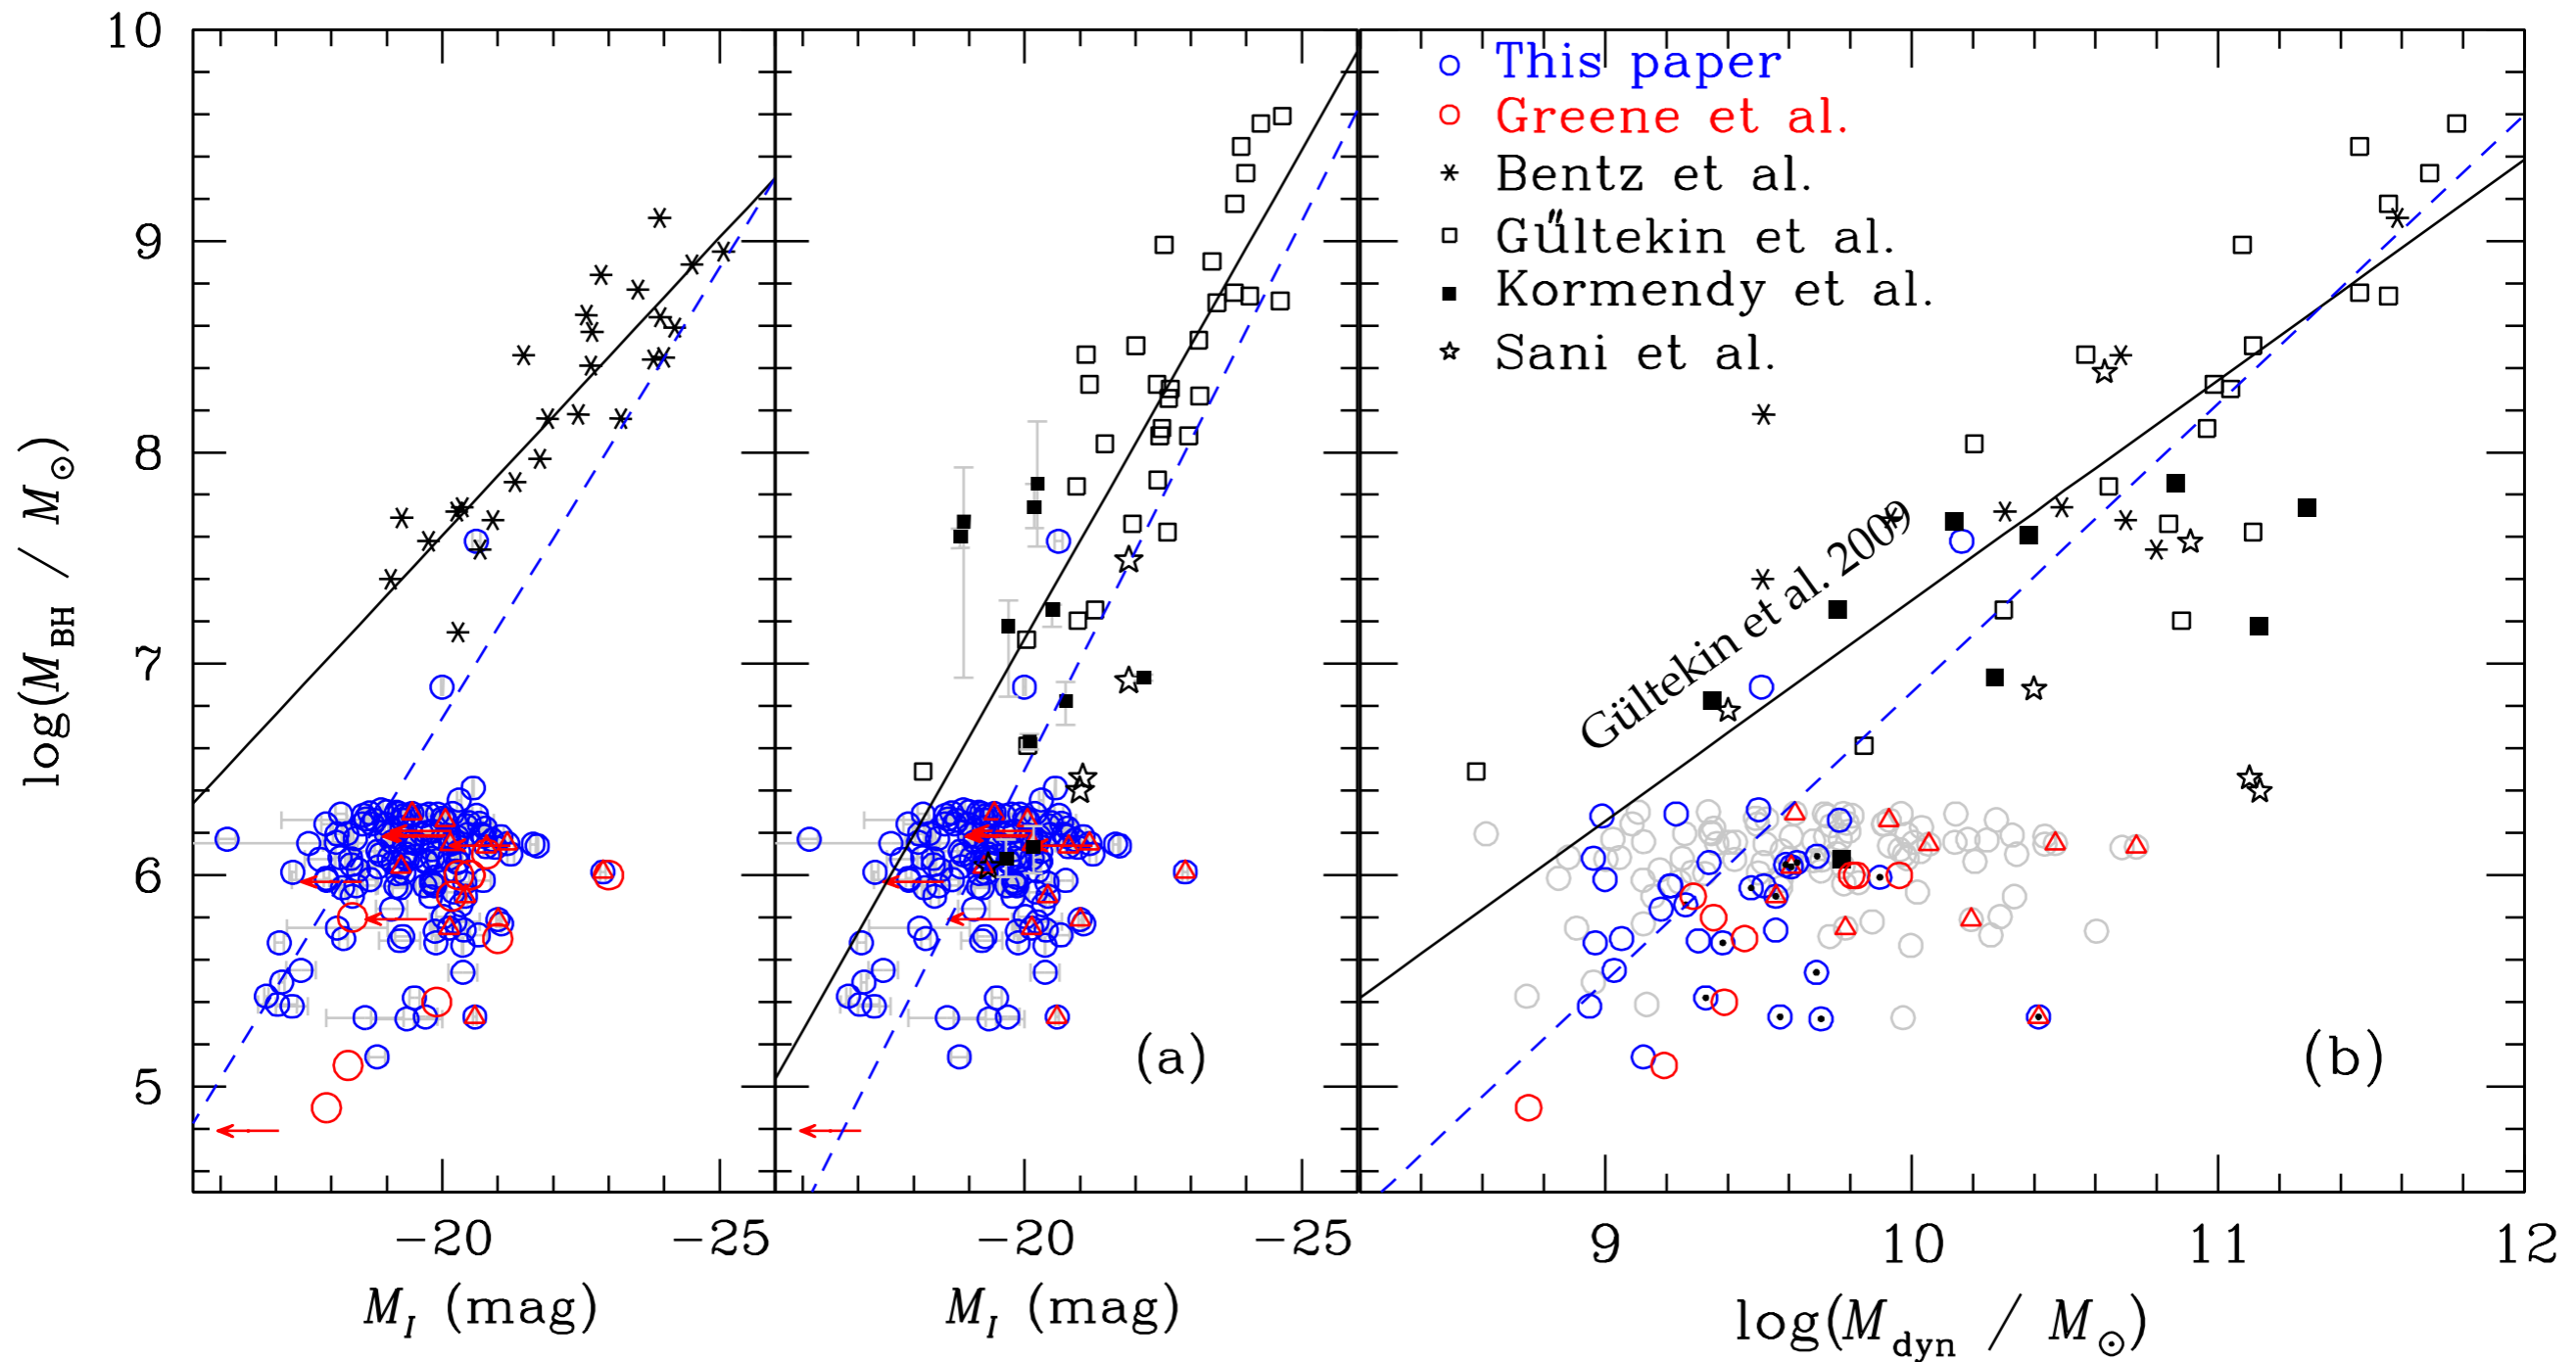 10
9
8
7
6
5
log(M_BH / M_⊙)
-20
-25
M_I (mag)
-20
-25
M_I (mag)
(a)
This paper
Greene et al.
Bentz et al.
Gűltekin et al.
Kormendy et al.
Sani et al.
Gültekin et al. 2009
(b)
9
10
11
12
log(M_dyn / M_⊙)